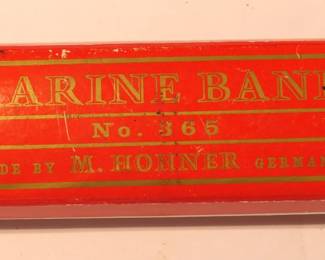 ARINE BAN
No. 365
DE BY M. HOHNER GERMAN